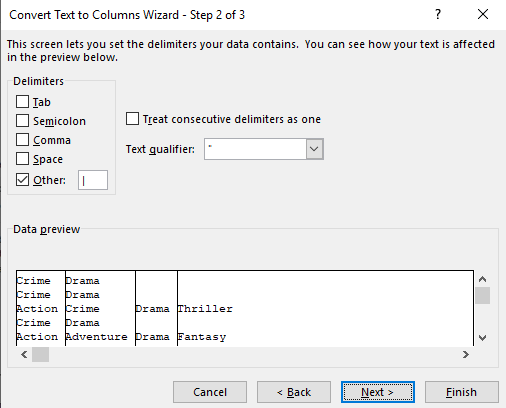 Convert Text to Columns Wizard - Step 2 of 3
?
This screen lets you set the delimiters your data contains. You can see how your text is affected
in the preview below.
Delimiters
Tab
Semicolon
Comma
Space
Other: |
Treat consecutive delimiters as one
Text qualifier: "
Data preview
Crime Drama
Crime Drama
Action Crime Drama Thriller
Crime Drama
Action Adventure Drama Fantasy
Cancel < Back Next > Finish